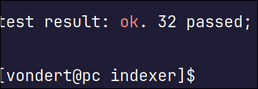 test result: ok. 32 passed;
[vondert@pc indexer]$